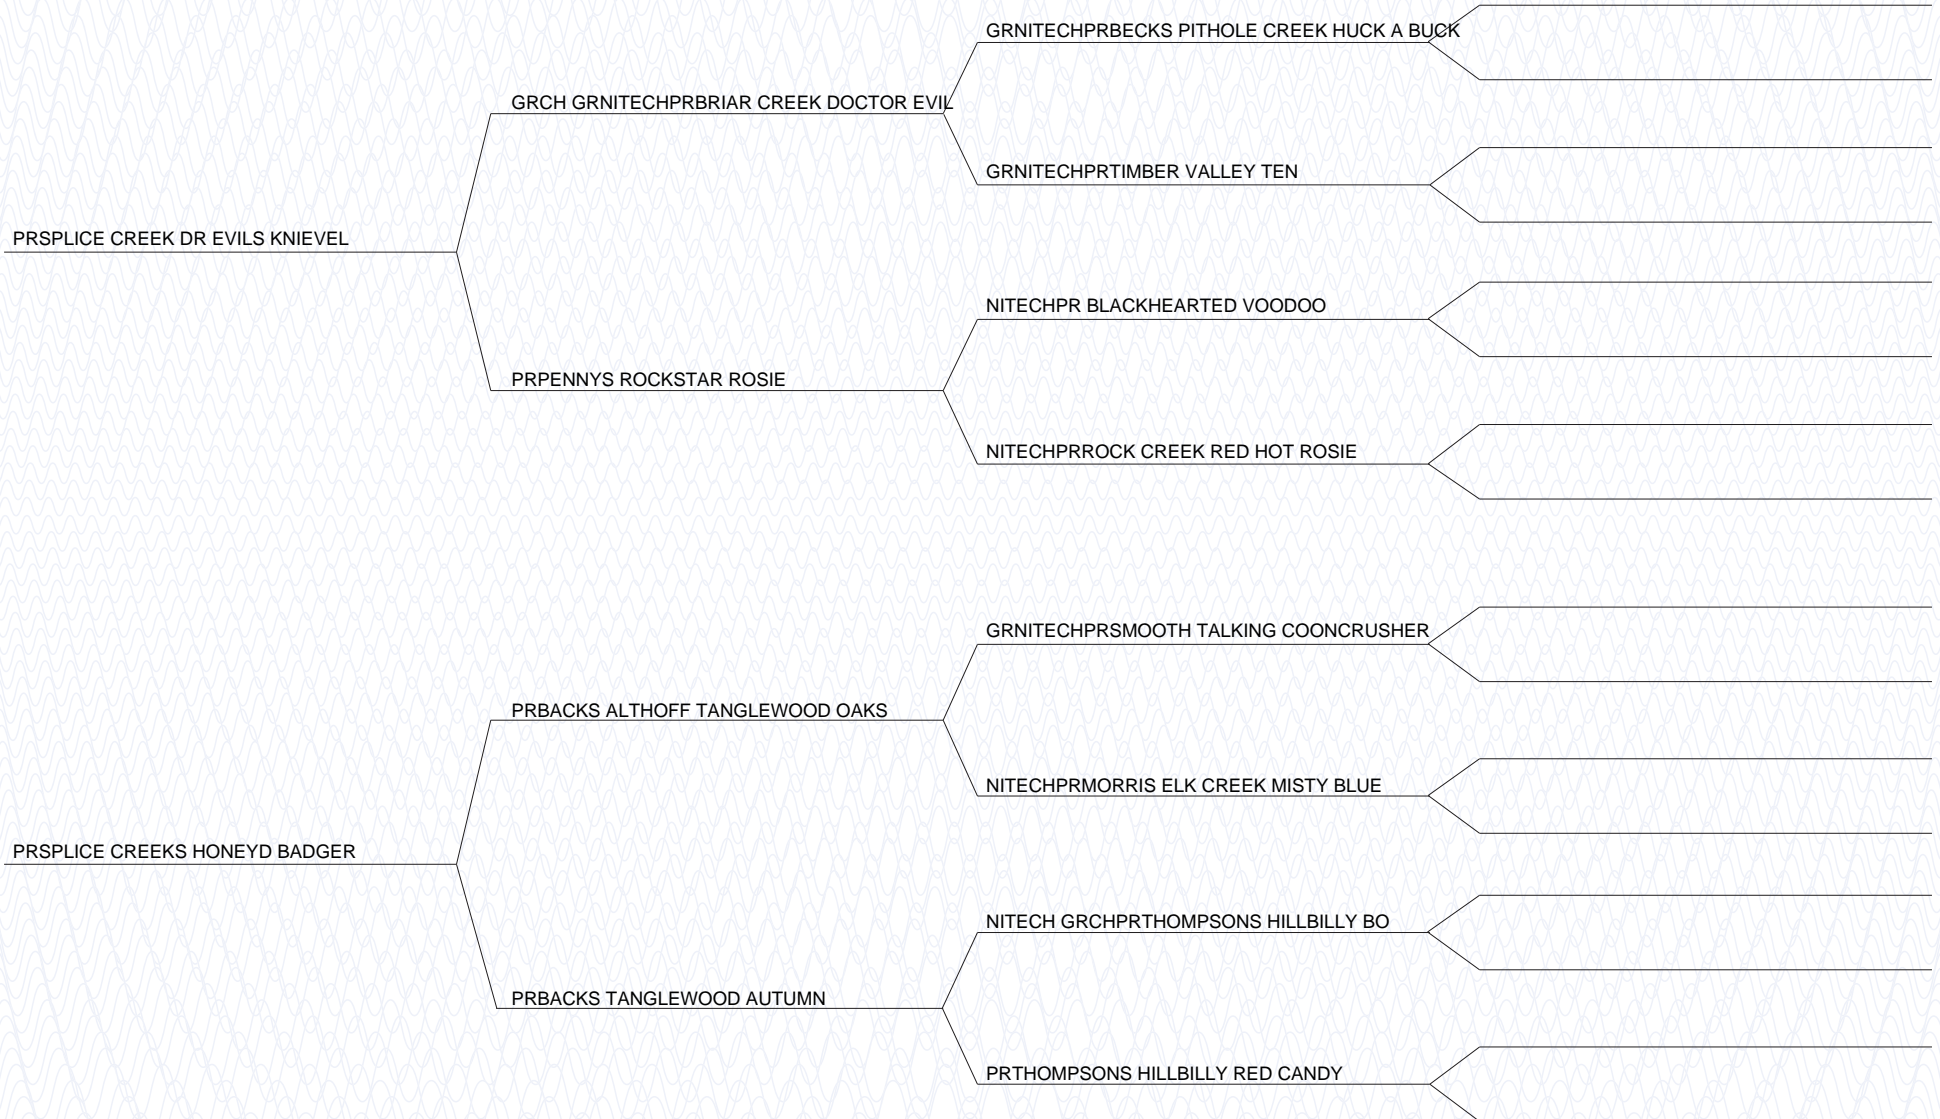 GRNITECHPRBECKS PITHOLE CREEK HUCK A BUCK
GRCH GRNITECHPRBRIAR CREEK DOCTOR EVIL
GRNITECHPRTIMBER VALLEY TEN
PRSPLICE CREEK DR EVILS KNIEVEL
NITECHPR BLACKHEARTED VOODOO
PRPENNYS ROCKSTAR ROSIE
NITECHPRROCK CREEK RED HOT ROSIE
GRNITECHPRSMOOTH TALKING COONCRUSHER
PRBACKS ALTHOFF TANGLEWOOD OAKS
NITECHPRMORRIS ELK CREEK MISTY BLUE
PRSPLICE CREEKS HONEYD BADGER
NITECH GRCHPRTHOMPSONS HILLBILLY BO
PRBACKS TANGLEWOOD AUTUMN
PRTHOMPSONS HILLBILLY RED CANDY